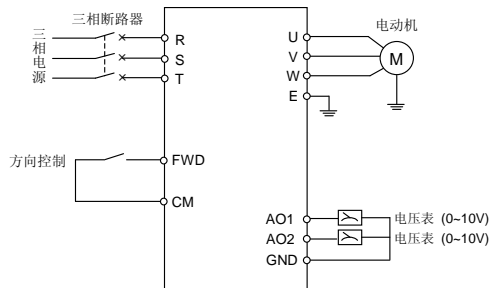 三相断路器
三相电源
R
S
T
U
V
W
E
电动机
M
方向控制
FWD
CM
AO1
电压表 (0~10V)
AO2
电压表 (0~10V)
GND